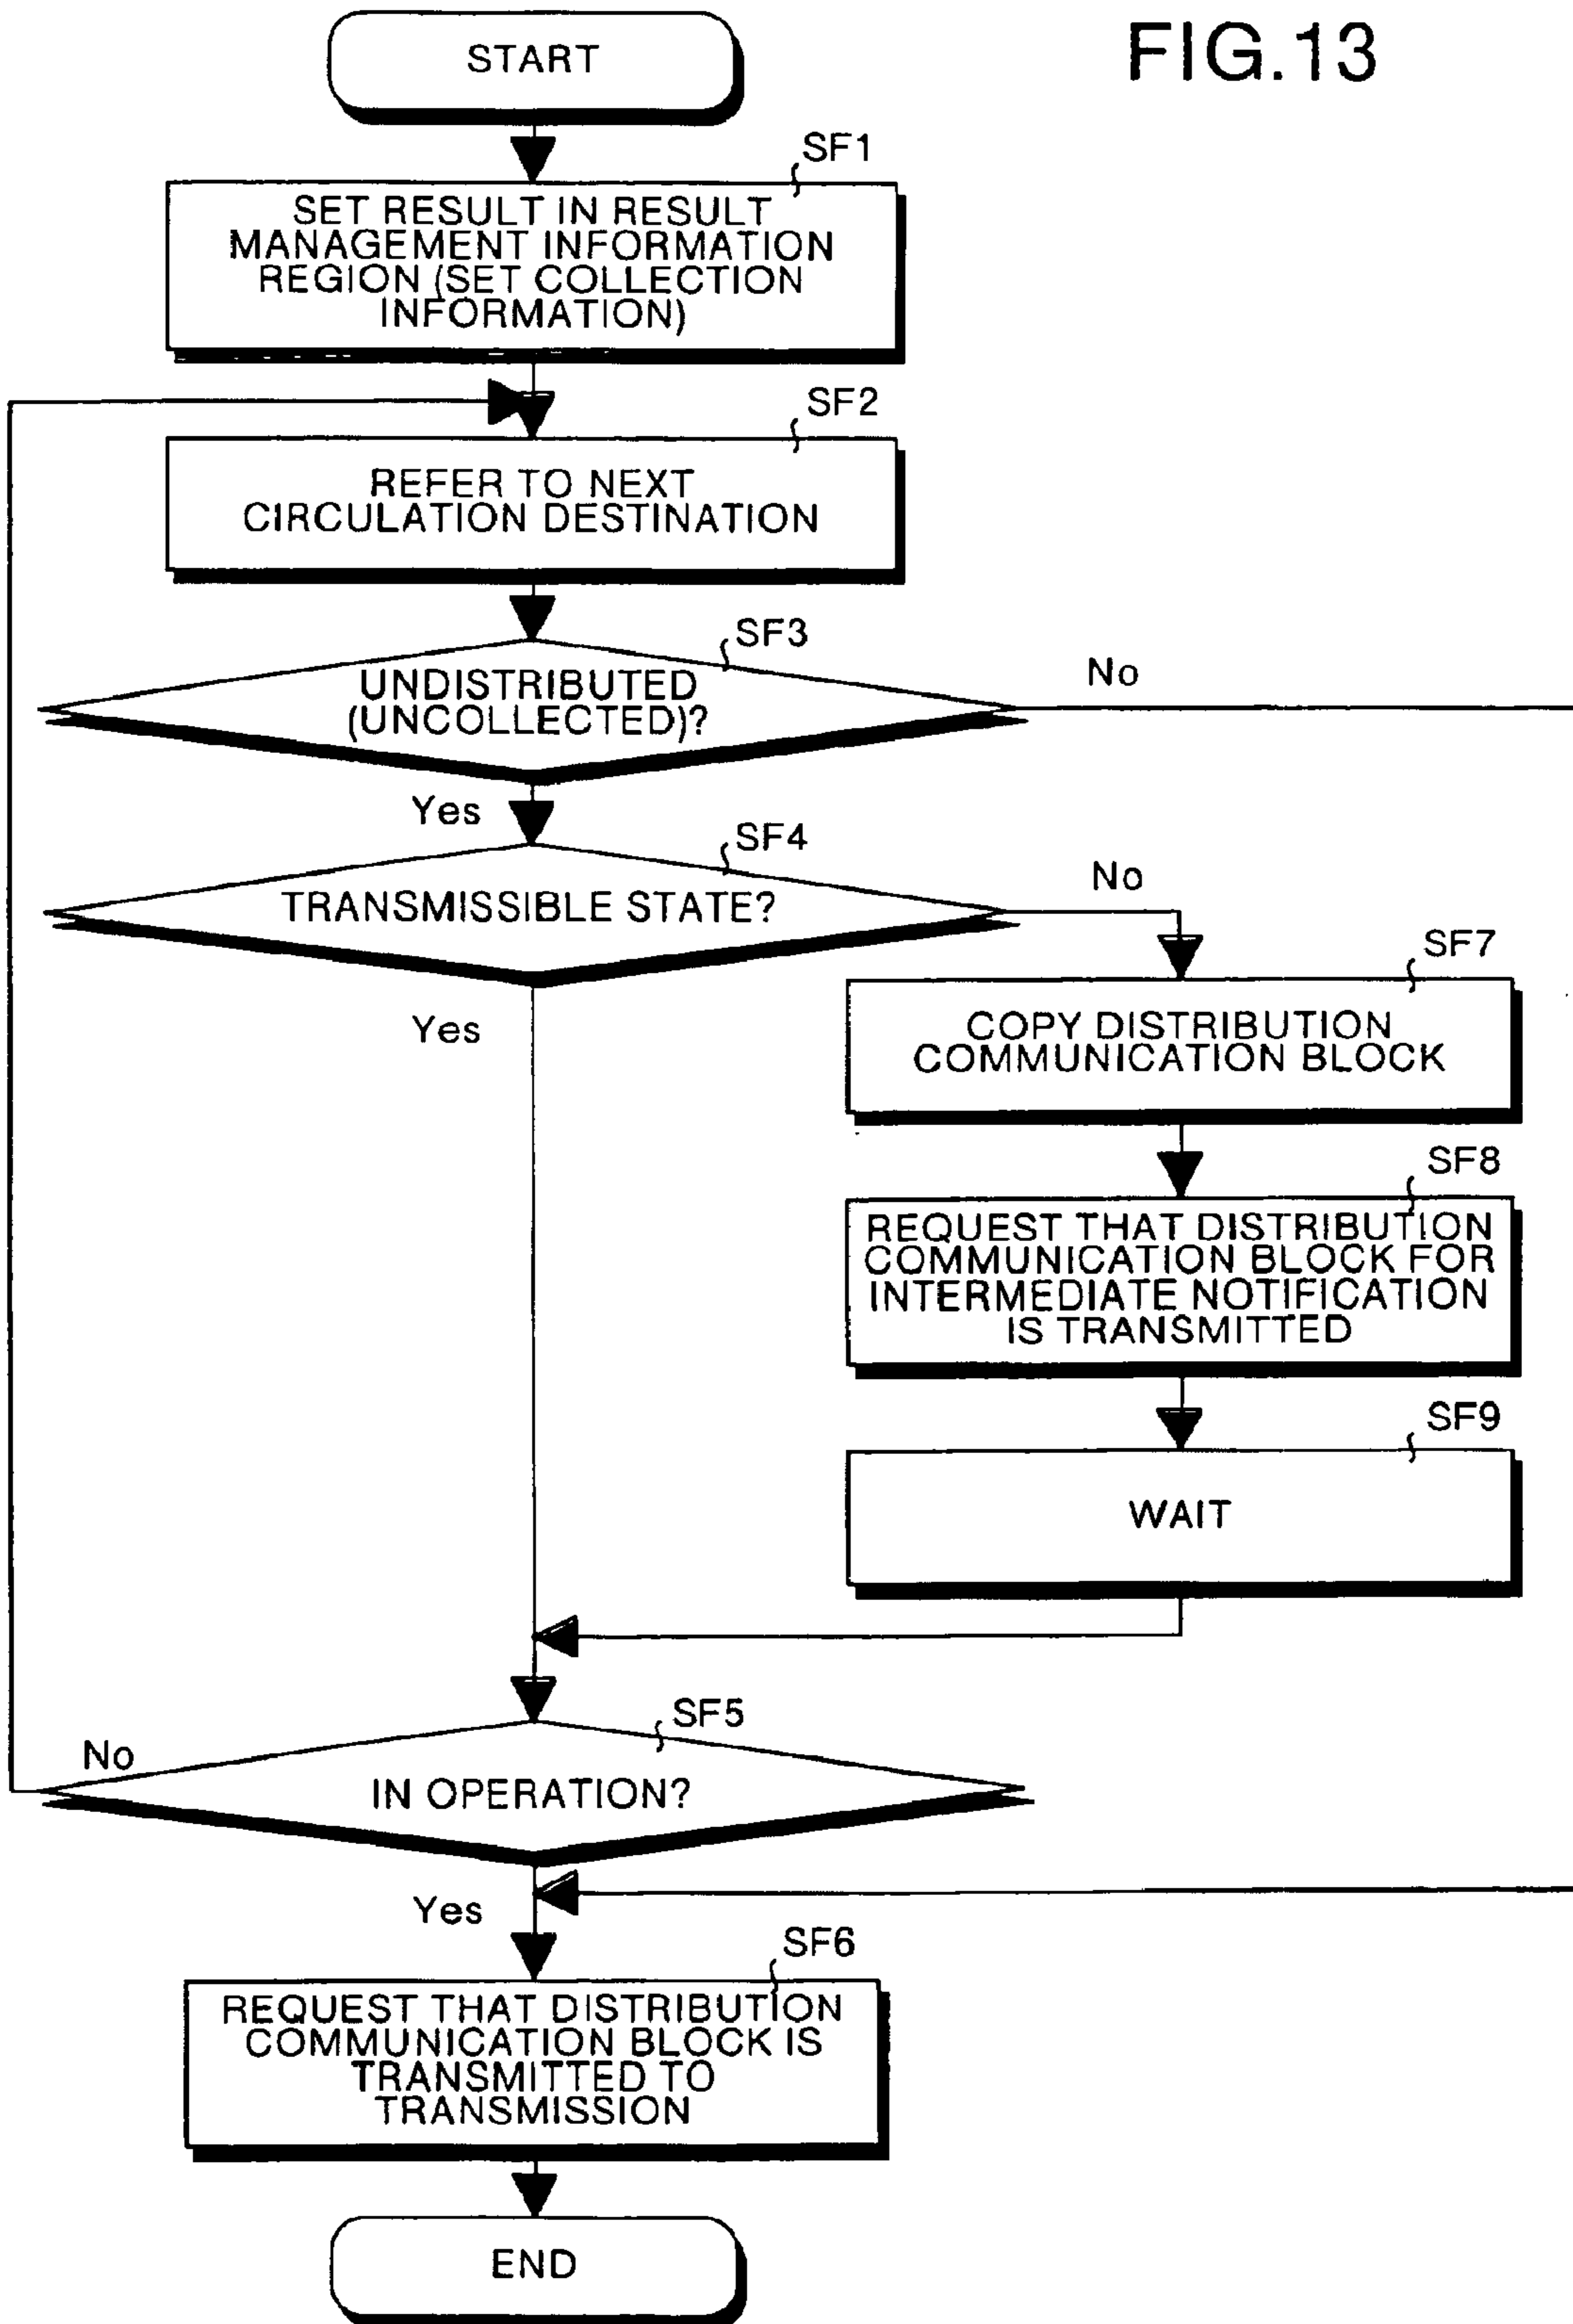 FIG.13
START
SF1
SET RESULT IN RESULT
MANAGEMENT INFORMATION
REGION (SET COLLECTION
INFORMATION)
SF2
REFER TO NEXT
CIRCULATION DESTINATION
SF3
UNDISTRIBUTED
(UNCOLLECTED)?
No
Yes
SF4
TRANSMISSIBLE STATE?
No
Yes
SF7
COPY DISTRIBUTION
COMMUNICATION BLOCK
SF8
REQUEST THAT DISTRIBUTION
COMMUNICATION BLOCK FOR
INTERMEDIATE NOTIFICATION
IS TRANSMITTED
SF9
WAIT
SF5
No
IN OPERATION?
Yes
SF6
REQUEST THAT DISTRIBUTION
COMMUNICATION BLOCK IS
TRANSMITTED TO
TRANSMISSION
END